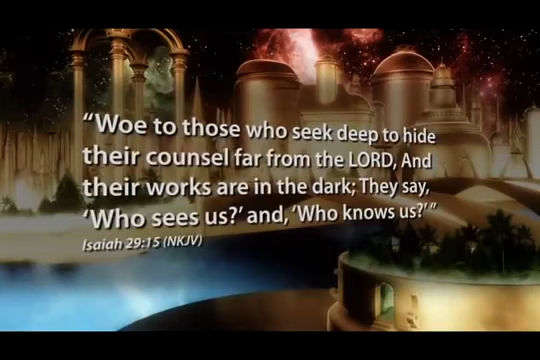 “Woe to those who seek deep to hide
their counsel far from the LORD, And
their works are in the dark; They say,
‘Who sees us?’ and, ‘Who knows us?’”
Isaiah 29:15 (NKJV)